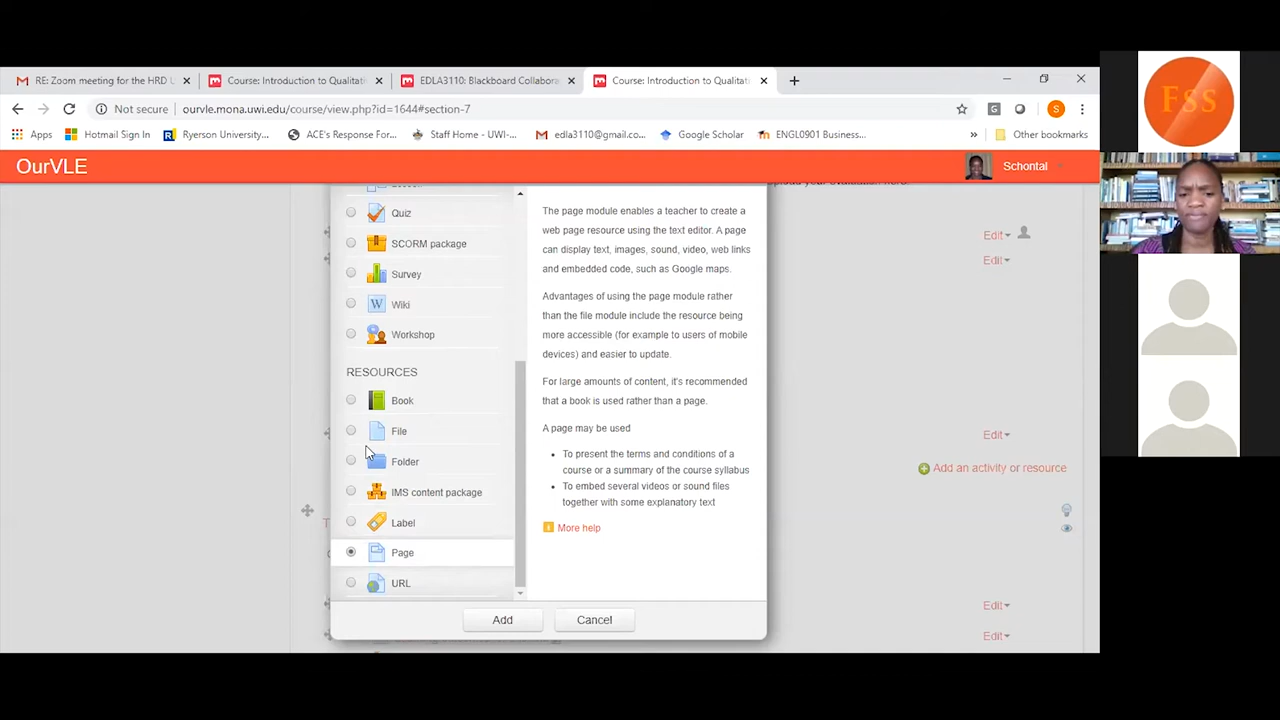 RE: Zoom meeting for the HRD U
Course: Introduction to Qualitati
EDLA3110: Blackboard Collabora
Course: Introduction to Qualitati
Not secure
ourvle.mona.uwi.edu/course/view.php?id=1644#section-7
Apps
Hotmail Sign In
Ryerson University...
ACE's Response For...
Staff Home - UWI-...
edla3110@gmail.co...
Google Scholar
ENGL0901 Business...
»
Other bookmarks
OurVLE
Schontal
FSS
Quiz
SCORM package
Survey
Wiki
Workshop
RESOURCES
Book
File
Folder
IMS content package
Label
Page
URL
The page module enables a teacher to create a
web page resource using the text editor. A page
can display text, images, sound, video, web links
and embedded code, such as Google maps.
Advantages of using the page module rather
than the file module include the resource being
more accessible (for example to users of mobile
devices) and easier to update.
For large amounts of content, it's recommended
that a book is used rather than a page.
A page may be used
• To present the terms and conditions of a
course or a summary of the course syllabus
• To embed several videos or sound files
together with some explanatory text
More help
Add
Cancel
Edit
Edit
Edit
Add an activity or resource
Edit
Edit